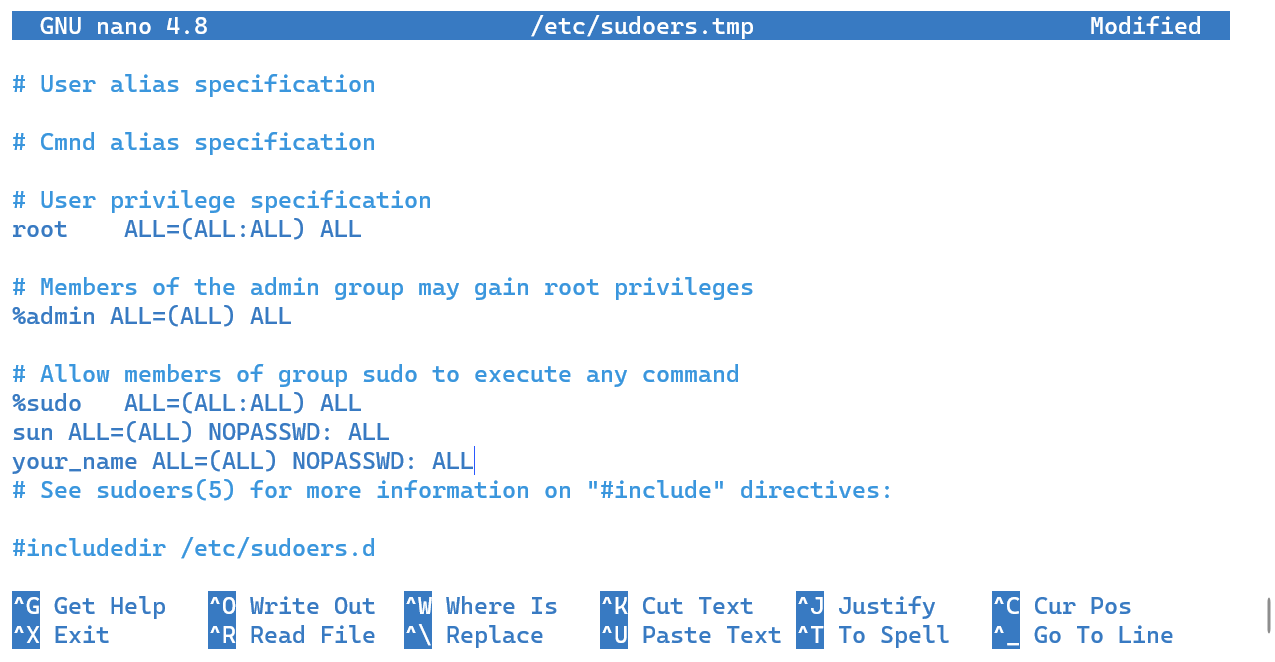 GNU nano 4.8 /etc/sudoers.tmp Modified
# User alias specification
# Cmnd alias specification
# User privilege specification
root    ALL=(ALL:ALL) ALL
# Members of the admin group may gain root privileges
%admin ALL=(ALL) ALL
# Allow members of group sudo to execute any command
%sudo   ALL=(ALL:ALL) ALL
sun ALL=(ALL) NOPASSWD: ALL
your_name ALL=(ALL) NOPASSWD: ALL
# See sudoers(5) for more information on "#include" directives:
#includedir /etc/sudoers.d
^G Get Help ^O Write Out ^W Where Is ^K Cut Text ^J Justify ^C Cur Pos
^X Exit ^R Read File ^\ Replace ^U Paste Text ^T To Spell ^_ Go To Line